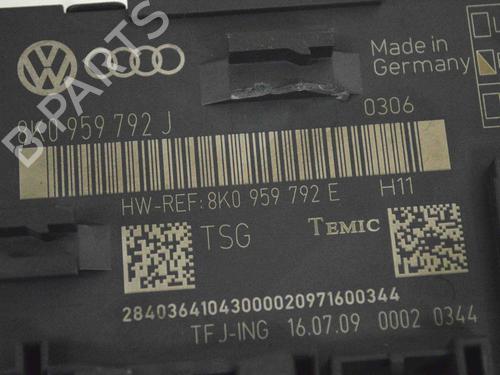 Made in
Germany
8K0 959 792 J
0306
HW-REF: 8K0 959 792 E H11
TSG TEMIC
28403641043000020971600344
TFJ-ING 16.07.09 0002 0344
B-PARTS